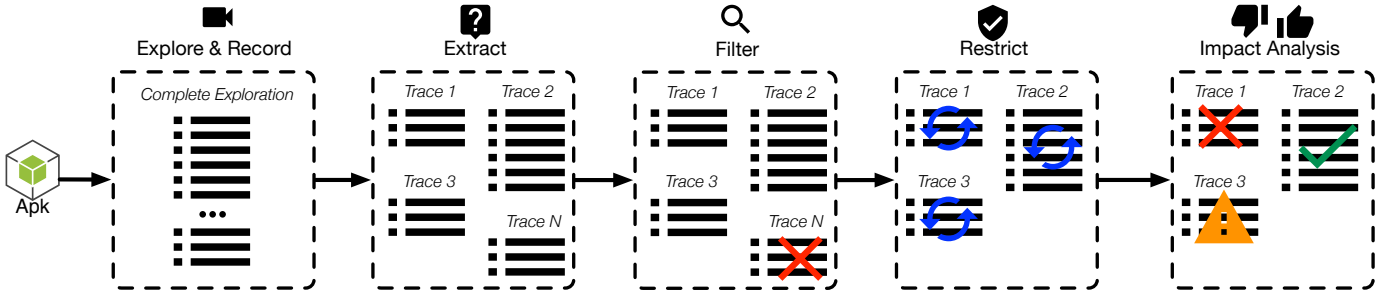 Explore & Record
Extract
Filter
Restrict
Impact Analysis
Apk
Complete Exploration
Trace 1
Trace 2
Trace 3
Trace N
Trace 1
Trace 2
Trace 3
Trace N
Trace 1
Trace 2
Trace 3
Trace 1
Trace 2
Trace 3